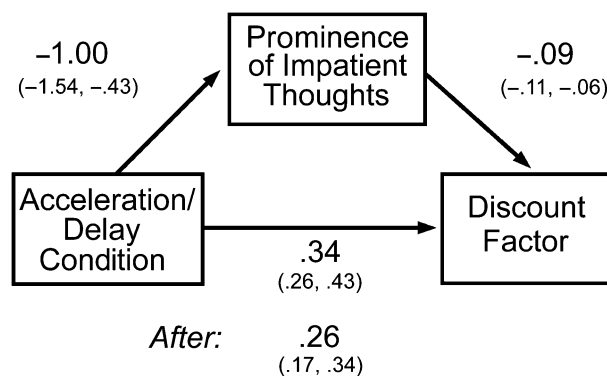 –1.00
(–1.54, –.43)
Prominence
of Impatient
Thoughts
–.09
(–.11, –.06)
Acceleration/
Delay
Condition
.34
(.26, .43)
Discount
Factor
After: .26
(.17, .34)